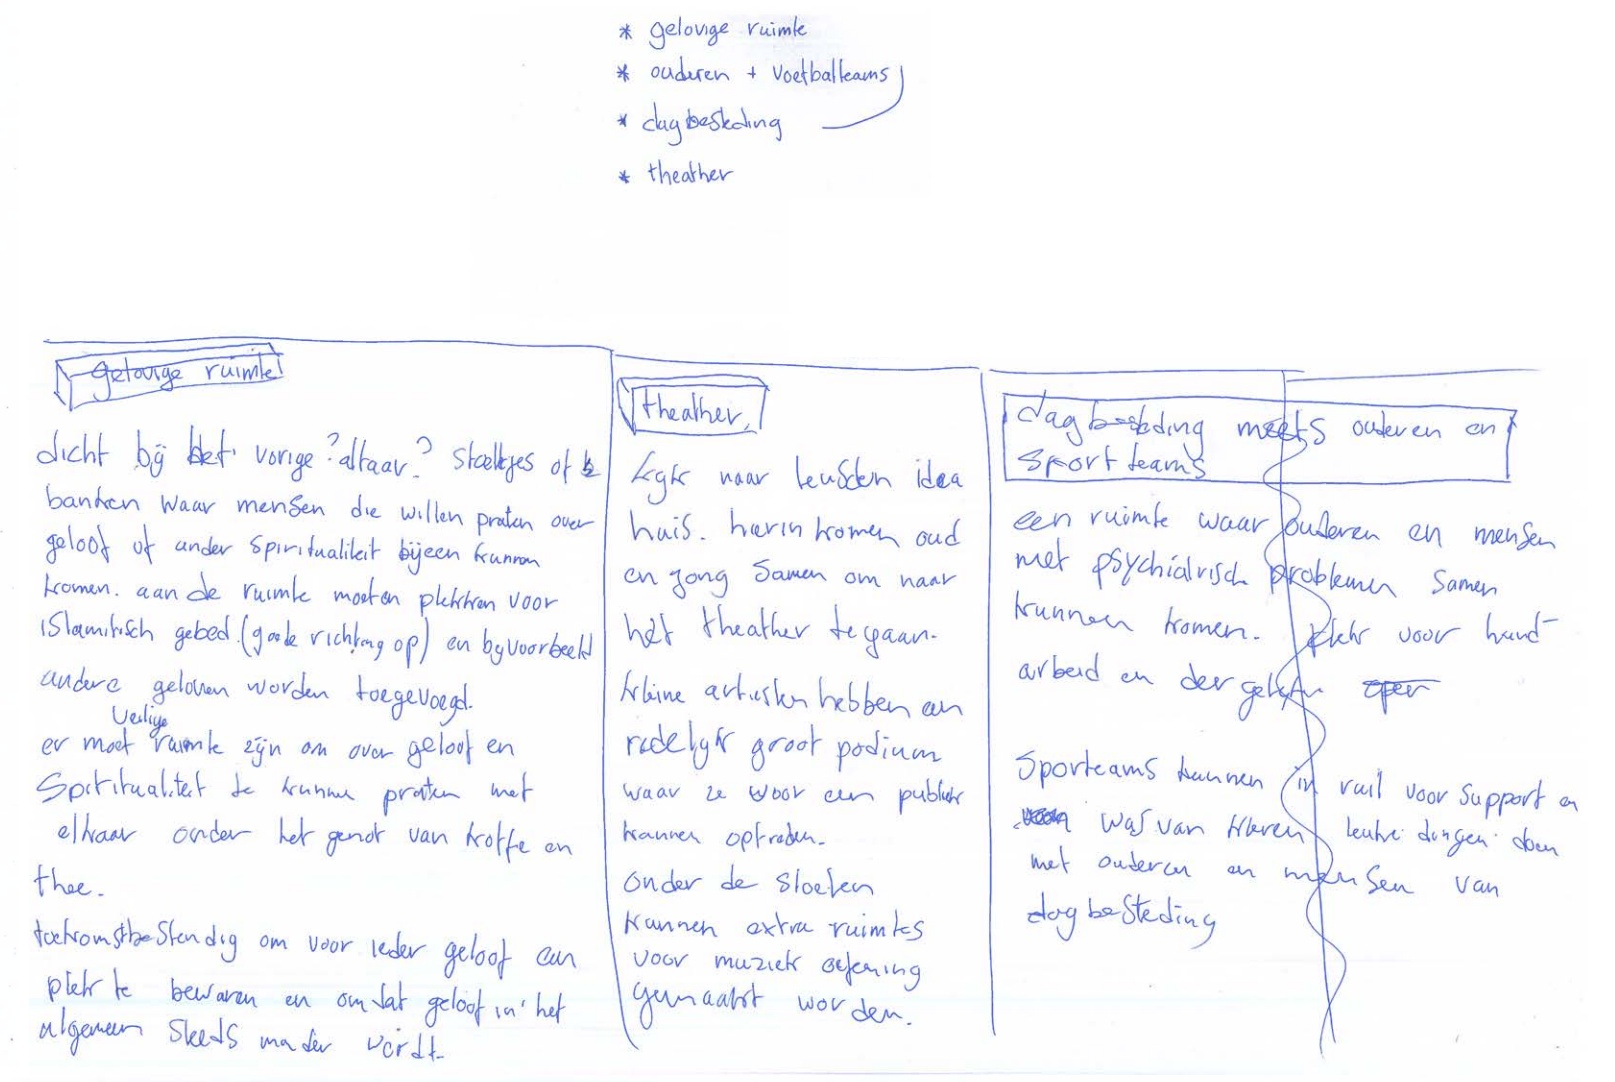 * gelovige ruimte
* ouderen + voetbalteams
* dagbesteding
* theather
gelovige ruimte
dicht bij het vorige ?altaar? stoeltjes of
banken waar mensen die willen praten over
geloof of ander spiritualiteit bijeen kunnen
komen. aan de ruimte moeten plekken voor
islamitisch gebed (goede richting op) en bijvoorbeeld
andere geloven worden toegevoegd.
veilige
er moet ruimte zijn om over geloof en
spiritualiteit te kunnen praten met
elkaar onder het genot van koffie en
thee.
toekomstbestendig om voor ieder geloof een
plek te bewaren en omdat geloof in het
algemeen steeds minder wordt.
theather.
kijk naar leusden idea
huis. hierin komen oud
en jong samen om naar
het theather te gaan.
kleine artiesten hebben een
redelijk groot podium
waar ze voor een publiek
kunnen optreden.
onder de stoelen
kunnen extra ruimtes
voor muziek oefening
gemaakt worden.
dagbesteding meets ouderen en
sport teams
een ruimte waar ouderen en mensen
met psychiatrisch problemen samen
kunnen komen. plek voor hand-
arbeid en dergelijke
Sporteams kunnen in ruil voor support en
was van kleren leuke dingen doen
met ouderen en mensen van
dagbesteding